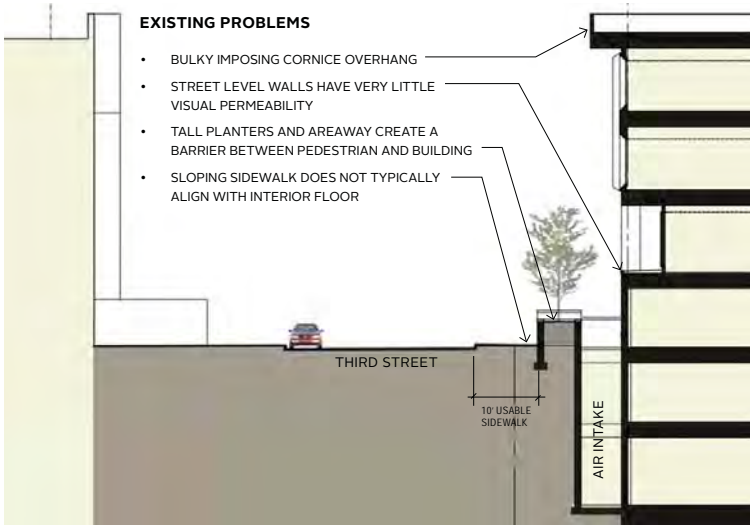 EXISTING PROBLEMS
• BULKY IMPOSING CORNICE OVERHANG
• STREET LEVEL WALLS HAVE VERY LITTLE
VISUAL PERMEABILITY
• TALL PLANTERS AND AREAWAY CREATE A
BARRIER BETWEEN PEDESTRIAN AND BUILDING
• SLOPING SIDEWALK DOES NOT TYPICALLY
ALIGN WITH INTERIOR FLOOR
THIRD STREET
10' USABLE
SIDEWALK
AIR INTAKE